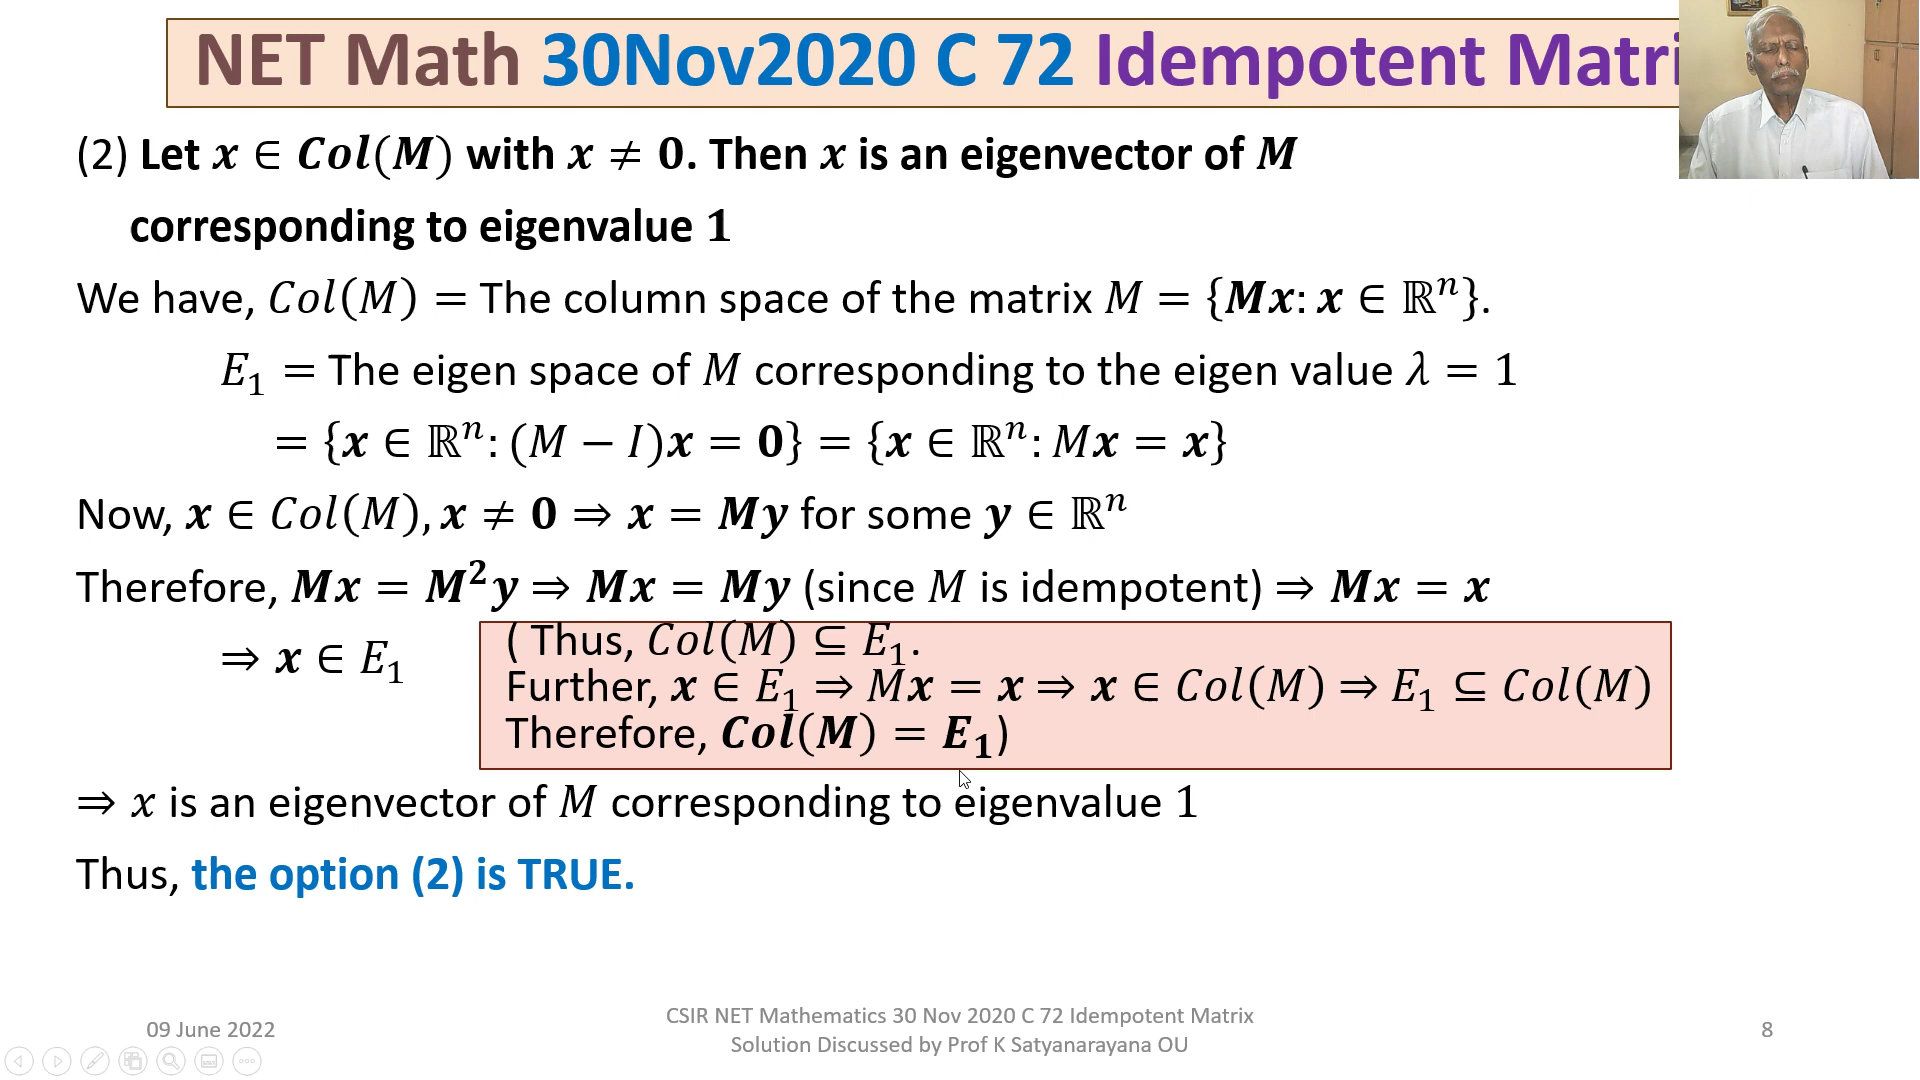 NET Math 30Nov2020 C 72 Idempotent Matri
(2) Let x ∈ Col(M) with x ≠ 0. Then x is an eigenvector of M
corresponding to eigenvalue 1
We have, Col(M) = The column space of the matrix M = {Mx: x ∈ ℝⁿ}.
E₁ = The eigen space of M corresponding to the eigen value λ = 1
= {x ∈ ℝⁿ: (M − I)x = 0} = {x ∈ ℝⁿ: Mx = x}
Now, x ∈ Col(M), x ≠ 0 ⇒ x = My for some y ∈ ℝⁿ
Therefore, Mx = M²y ⇒ Mx = My (since M is idempotent) ⇒ Mx = x
⇒ x ∈ E₁
( Thus, Col(M) ⊆ E₁.
Further, x ∈ E₁ ⇒ Mx = x ⇒ x ∈ Col(M) ⇒ E₁ ⊆ Col(M)
Therefore, Col(M) = E₁)
⇒ x is an eigenvector of M corresponding to eigenvalue 1
Thus, the option (2) is TRUE.
09 June 2022
CSIR NET Mathematics 30 Nov 2020 C 72 Idempotent Matrix
Solution Discussed by Prof K Satyanarayana OU
8